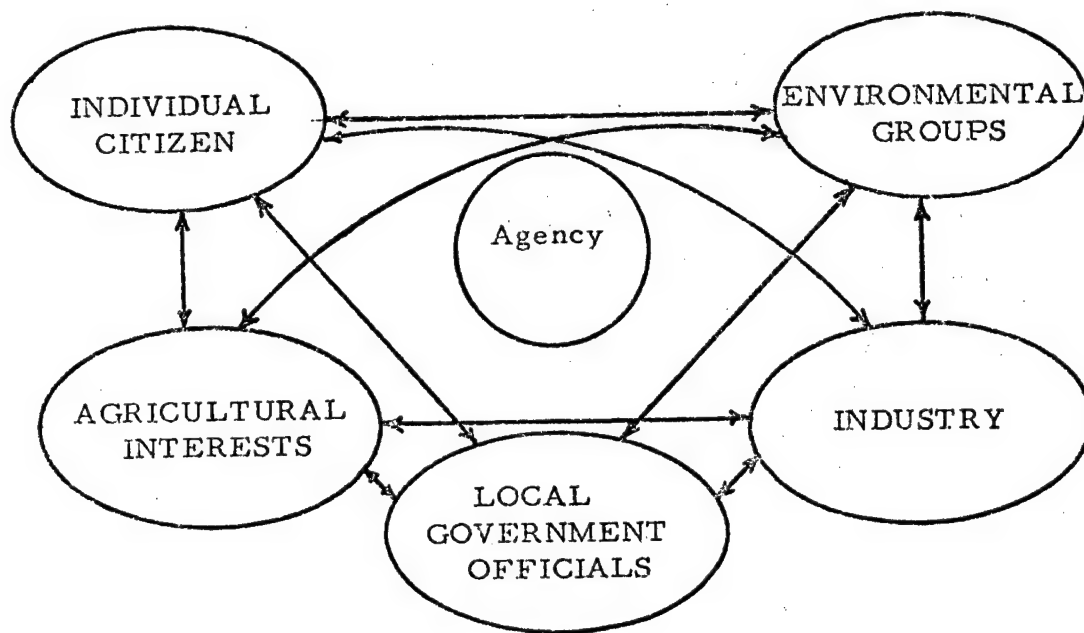 INDIVIDUAL
CITIZEN
ENVIRONMENTAL
GROUPS
Agency
AGRICULTURAL
INTERESTS
INDUSTRY
LOCAL
GOVERNMENT
OFFICIALS